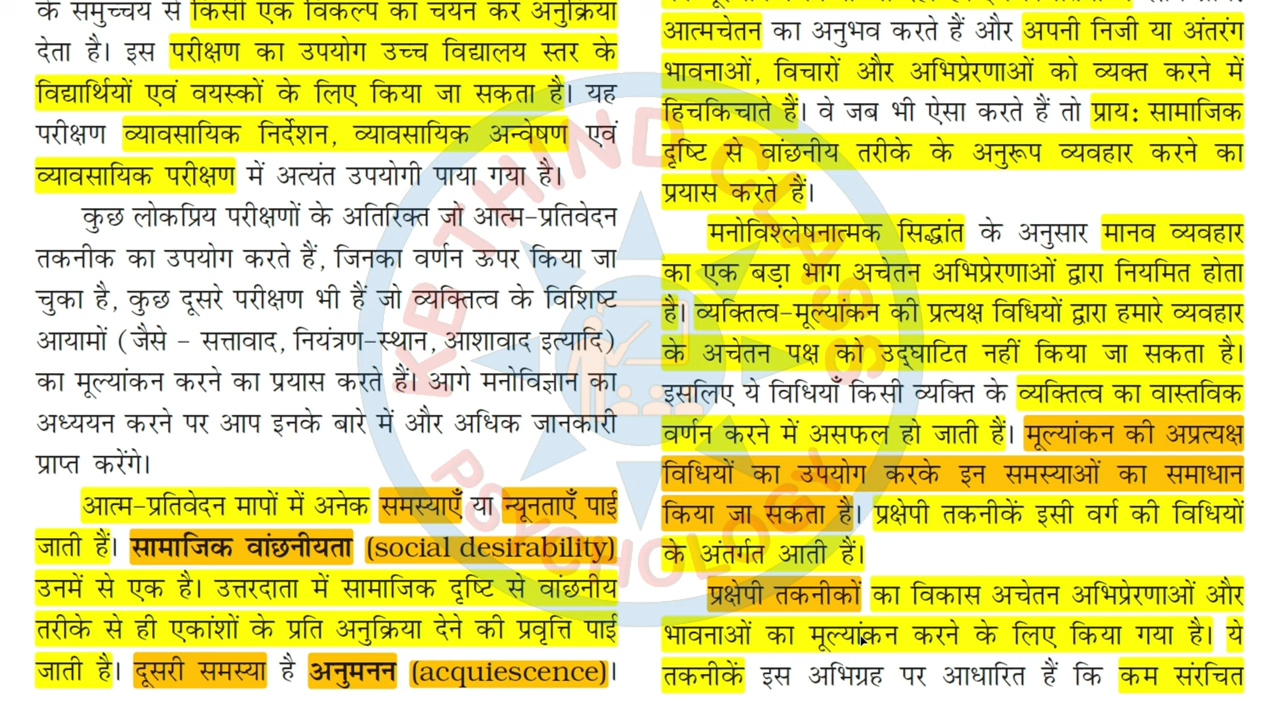 के समुच्चय से किसी एक विकल्प का चयन कर अनुक्रिया
देता है। इस परीक्षण का उपयोग उच्च विद्यालय स्तर के
विद्यार्थियों एवं वयस्कों के लिए किया जा सकता है। यह
परीक्षण व्यावसायिक निर्देशन, व्यावसायिक अन्वेषण एवं
व्यावसायिक परीक्षण में अत्यंत उपयोगी पाया गया है।
कुछ लोकप्रिय परीक्षणों के अतिरिक्त जो आत्म-प्रतिवेदन
तकनीक का उपयोग करते हैं, जिनका वर्णन ऊपर किया जा
चुका है, कुछ दूसरे परीक्षण भी हैं जो व्यक्तित्व के विशिष्ट
आयामों (जैसे - सत्तावाद, नियंत्रण-स्थान, आशावाद इत्यादि)
का मूल्यांकन करने का प्रयास करते हैं। आगे मनोविज्ञान का
अध्ययन करने पर आप इनके बारे में और अधिक जानकारी
प्राप्त करेंगे।
आत्म-प्रतिवेदन मापों में अनेक समस्याएँ या न्यूनताएँ पाई
जाती हैं। सामाजिक वांछनीयता (social desirability)
उनमें से एक है। उत्तरदाता में सामाजिक दृष्टि से वांछनीय
तरीके से ही एकांशों के प्रति अनुक्रिया देने की प्रवृत्ति पाई
जाती है। दूसरी समस्या है अनुमनन (acquiescence)।
आत्मचेतन का अनुभव करते हैं और अपनी निजी या अंतरंग
भावनाओं, विचारों और अभिप्रेरणाओं को व्यक्त करने में
हिचकिचाते हैं। वे जब भी ऐसा करते हैं तो प्राय: सामाजिक
दृष्टि से वांछनीय तरीके के अनुरूप व्यवहार करने का
प्रयास करते हैं।
मनोविश्लेषनात्मक सिद्धांत के अनुसार मानव व्यवहार
का एक बड़ा भाग अचेतन अभिप्रेरणाओं द्वारा नियमित होता
है। व्यक्तित्व-मूल्यांकन की प्रत्यक्ष विधियों द्वारा हमारे व्यवहार
के अचेतन पक्ष को उद्घाटित नहीं किया जा सकता है।
इसलिए ये विधियाँ किसी व्यक्ति के व्यक्तित्व का वास्तविक
वर्णन करने में असफल हो जाती हैं। मूल्यांकन की अप्रत्यक्ष
विधियों का उपयोग करके इन समस्याओं का समाधान
किया जा सकता है। प्रक्षेपी तकनीकें इसी वर्ग की विधियों
के अंतर्गत आती हैं।
प्रक्षेपी तकनीकों का विकास अचेतन अभिप्रेरणाओं और
भावनाओं का मूल्यांकन करने के लिए किया गया है। ये
तकनीकें इस अभिग्रह पर आधारित हैं कि कम संरचित
KB THIND CLASSES
PSYCHOLOGY